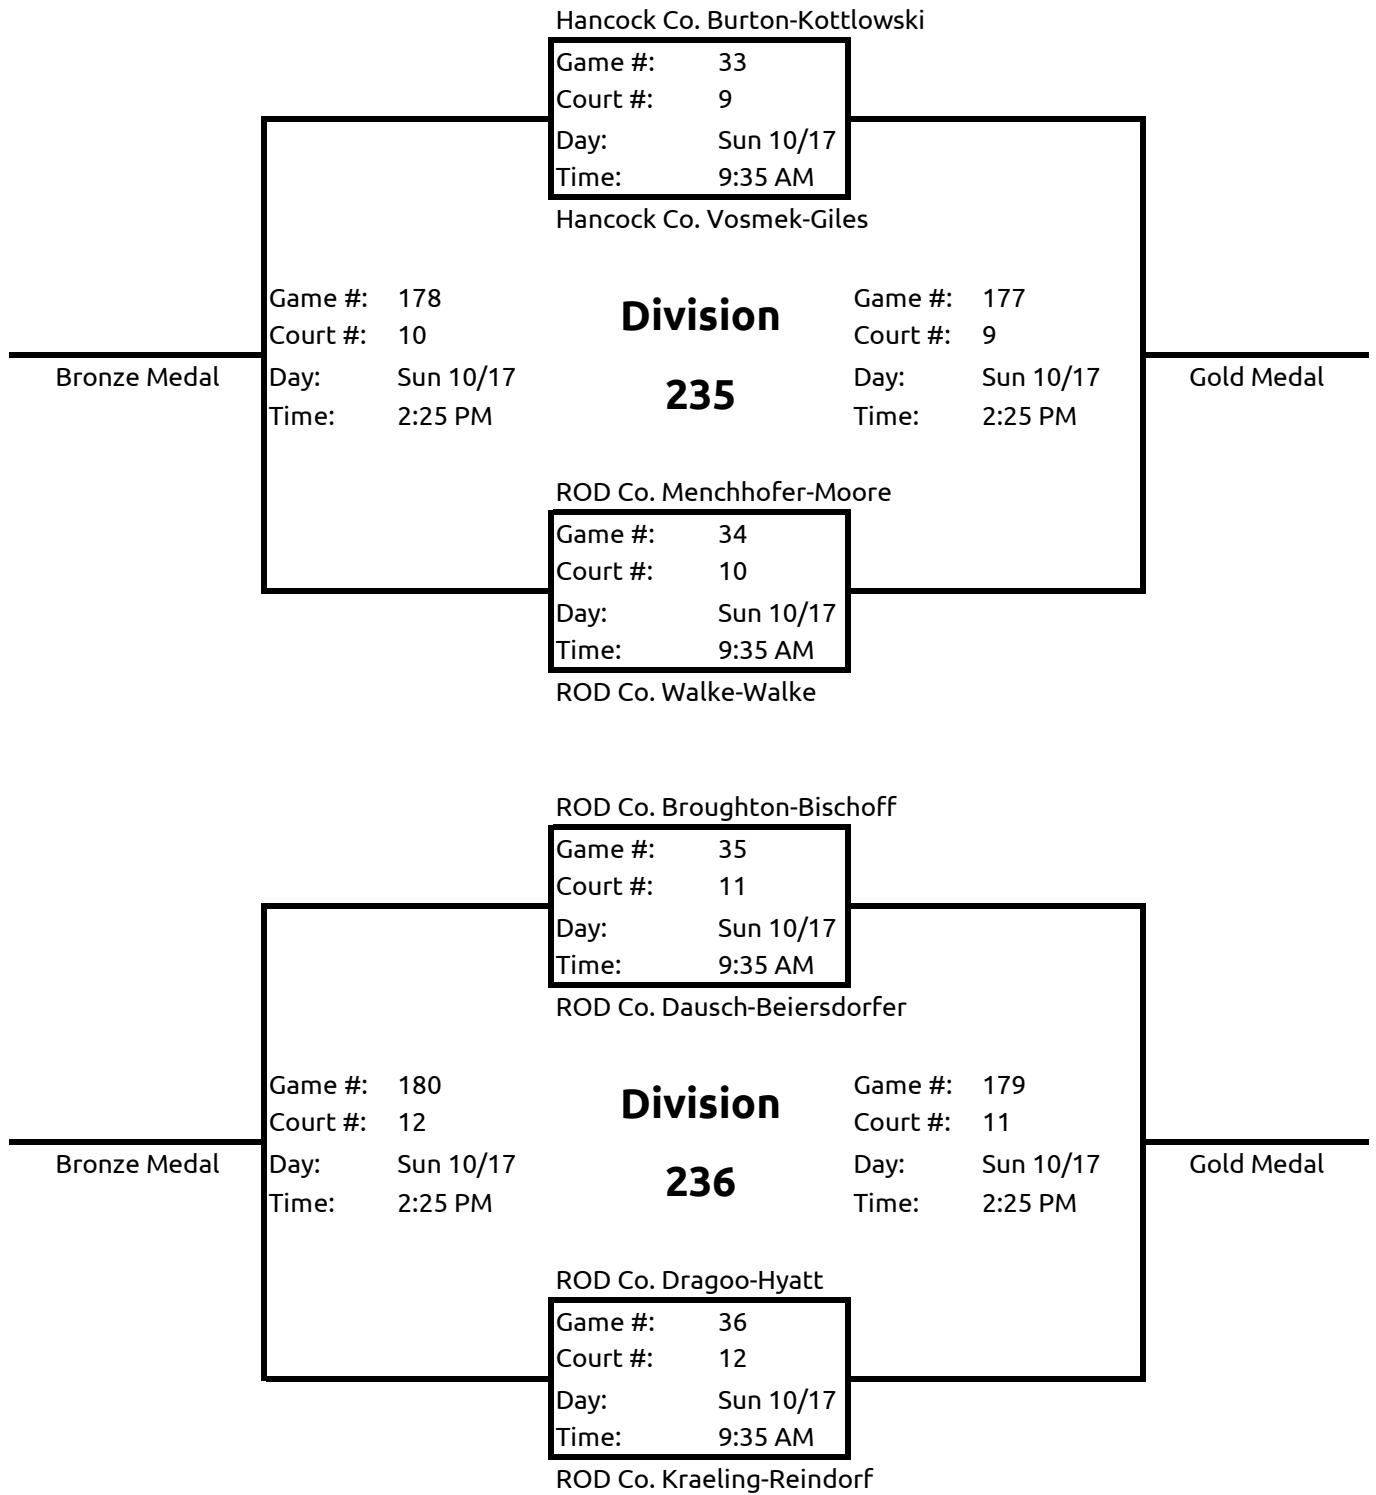 Hancock Co. Burton-Kottlowski
Game #: 33
Court #: 9
Day: Sun 10/17
Time: 9:35 AM
Hancock Co. Vosmek-Giles
Game #: 178
Court #: 10
Day: Sun 10/17
Time: 2:25 PM
Bronze Medal
Division
235
Game #: 177
Court #: 9
Day: Sun 10/17
Time: 2:25 PM
Gold Medal
ROD Co. Menchhofer-Moore
Game #: 34
Court #: 10
Day: Sun 10/17
Time: 9:35 AM
ROD Co. Walke-Walke
ROD Co. Broughton-Bischoff
Game #: 35
Court #: 11
Day: Sun 10/17
Time: 9:35 AM
ROD Co. Dausch-Beiersdorfer
Game #: 180
Court #: 12
Day: Sun 10/17
Time: 2:25 PM
Bronze Medal
Division
236
Game #: 179
Court #: 11
Day: Sun 10/17
Time: 2:25 PM
Gold Medal
ROD Co. Dragoo-Hyatt
Game #: 36
Court #: 12
Day: Sun 10/17
Time: 9:35 AM
ROD Co. Kraeling-Reindorf